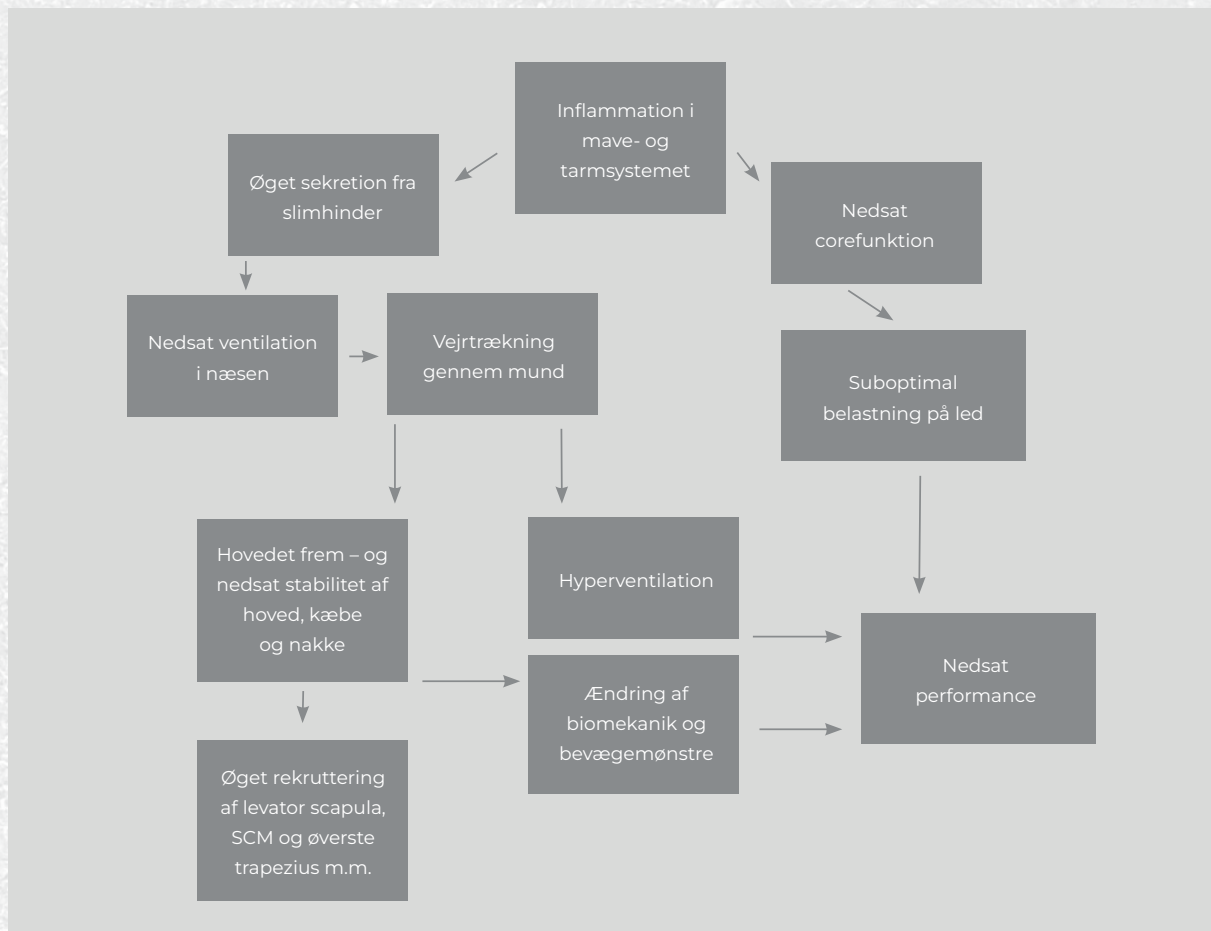 Inflammation i
mave- og
tarmsystemet
Øget sekretion fra
slimhinder
Nedsat
corefunktion
Nedsat ventilation
i næsen
Vejrtrækning
gennem mund
Suboptimal
belastning på led
Hovedet frem – og
nedsat stabilitet af
hoved, kæbe
og nakke
Hyperventilation
Nedsat
performance
Ændring af
biomekanik og
bevægemønstre
Øget rekruttering
af levator scapula,
SCM og øverste
trapezius m.m.